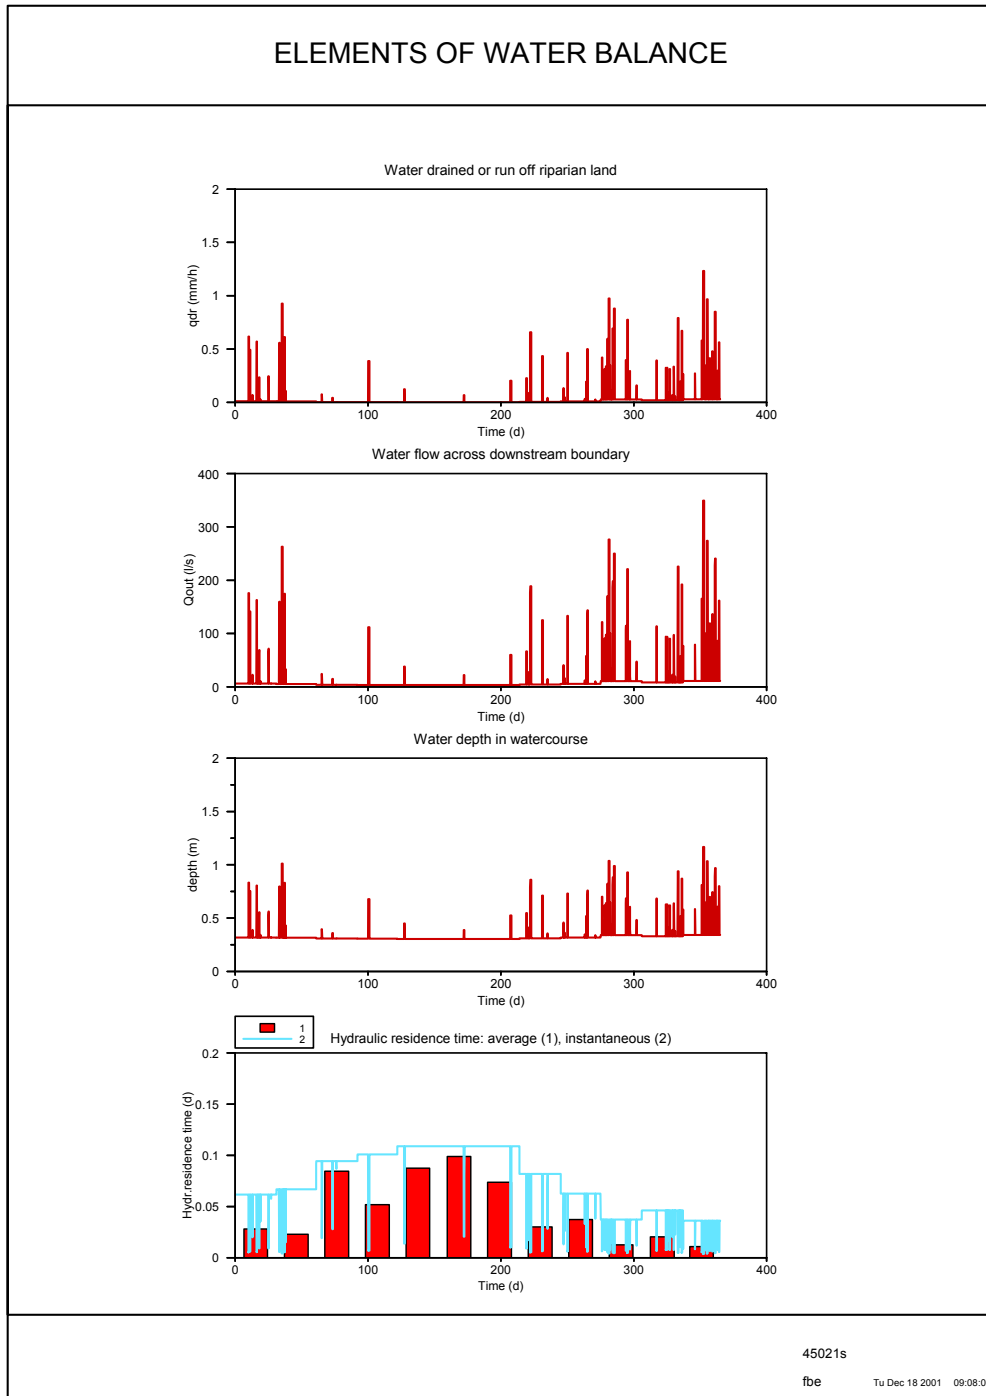 ELEMENTS OF WATER BALANCE
Water drained or run off riparian land
2
1.5
1
0.5
0
qdr (mm/h)
0 100 200 300 400
Time (d)
Water flow across downstream boundary
400
300
200
100
0
Qout (l/s)
0 100 200 300 400
Time (d)
Water depth in watercourse
2
1.5
1
0.5
0
depth (m)
0 100 200 300 400
Time (d)
1
2
Hydraulic residence time: average (1), instantaneous (2)
0.2
0.15
0.1
0.05
0
Hydr.residence time (d)
0 100 200 300 400
Time (d)
45021s
fbe Tu Dec 18 2001 09:08:0